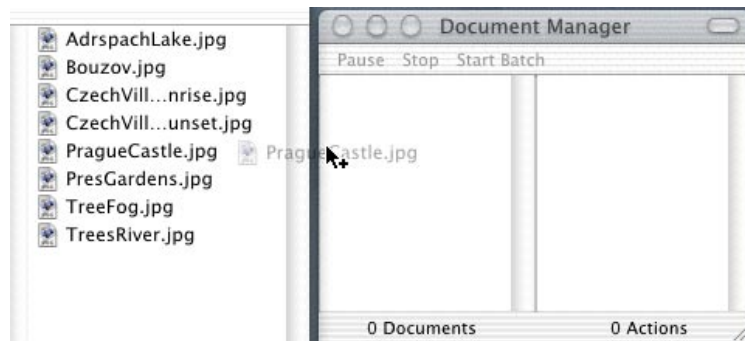 AdrspachLake.jpg
Bouzov.jpg
CzechVill...nrise.jpg
CzechVill...unset.jpg
PragueCastle.jpg
PresGardens.jpg
TreeFog.jpg
TreesRiver.jpg
PragueCastle.jpg
Document Manager
Pause Stop Start Batch
0 Documents 0 Actions